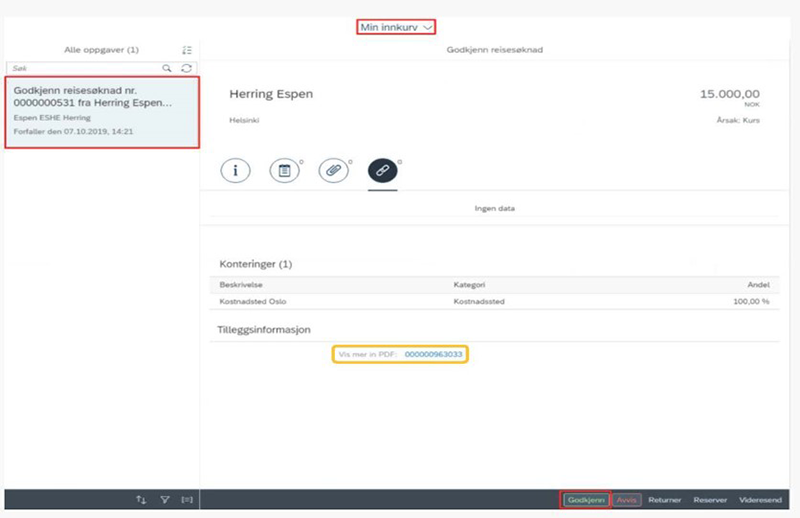 Min innkurv
Alle oppgaver (1)
Godkjenn reisesøknad
Søk
Godkjenn reisesøknad nr.
0000000531 fra Herring Espen...
Espen ESHE Herring
Forfaller den 07.10.2019, 14:21
Herring Espen
15.000,00
NOK
Helsinki
Årsak: Kurs
0
0
0
Ingen data
Konteringer (1)
Beskrivelse Kategori Andel
Kostnadsted Oslo Kostnadssted 100,00 %
Tilleggsinformasjon
Vis mer in PDF: 000000963033
Godkjenn Avvis Returner Reserver Videresend